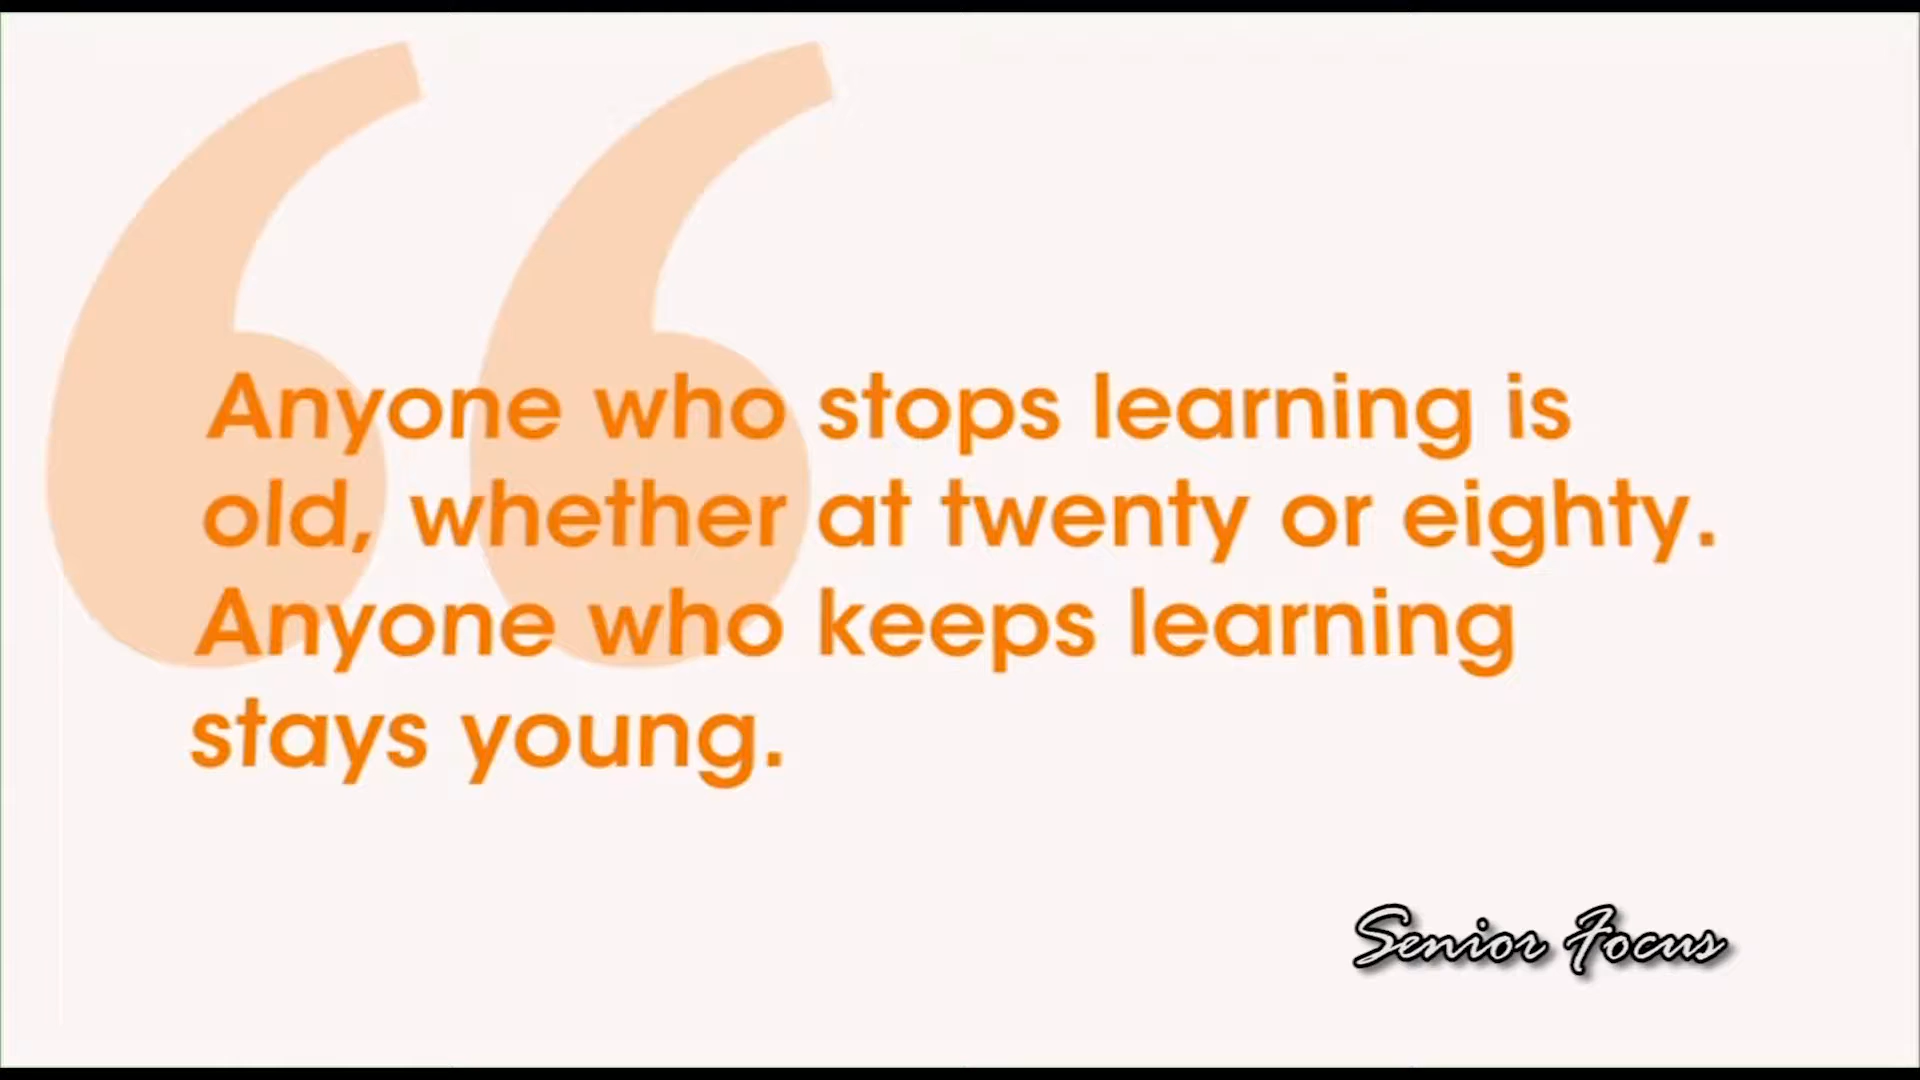 Anyone who stops learning is
old, whether at twenty or eighty.
Anyone who keeps learning
stays young.
Senior Focus